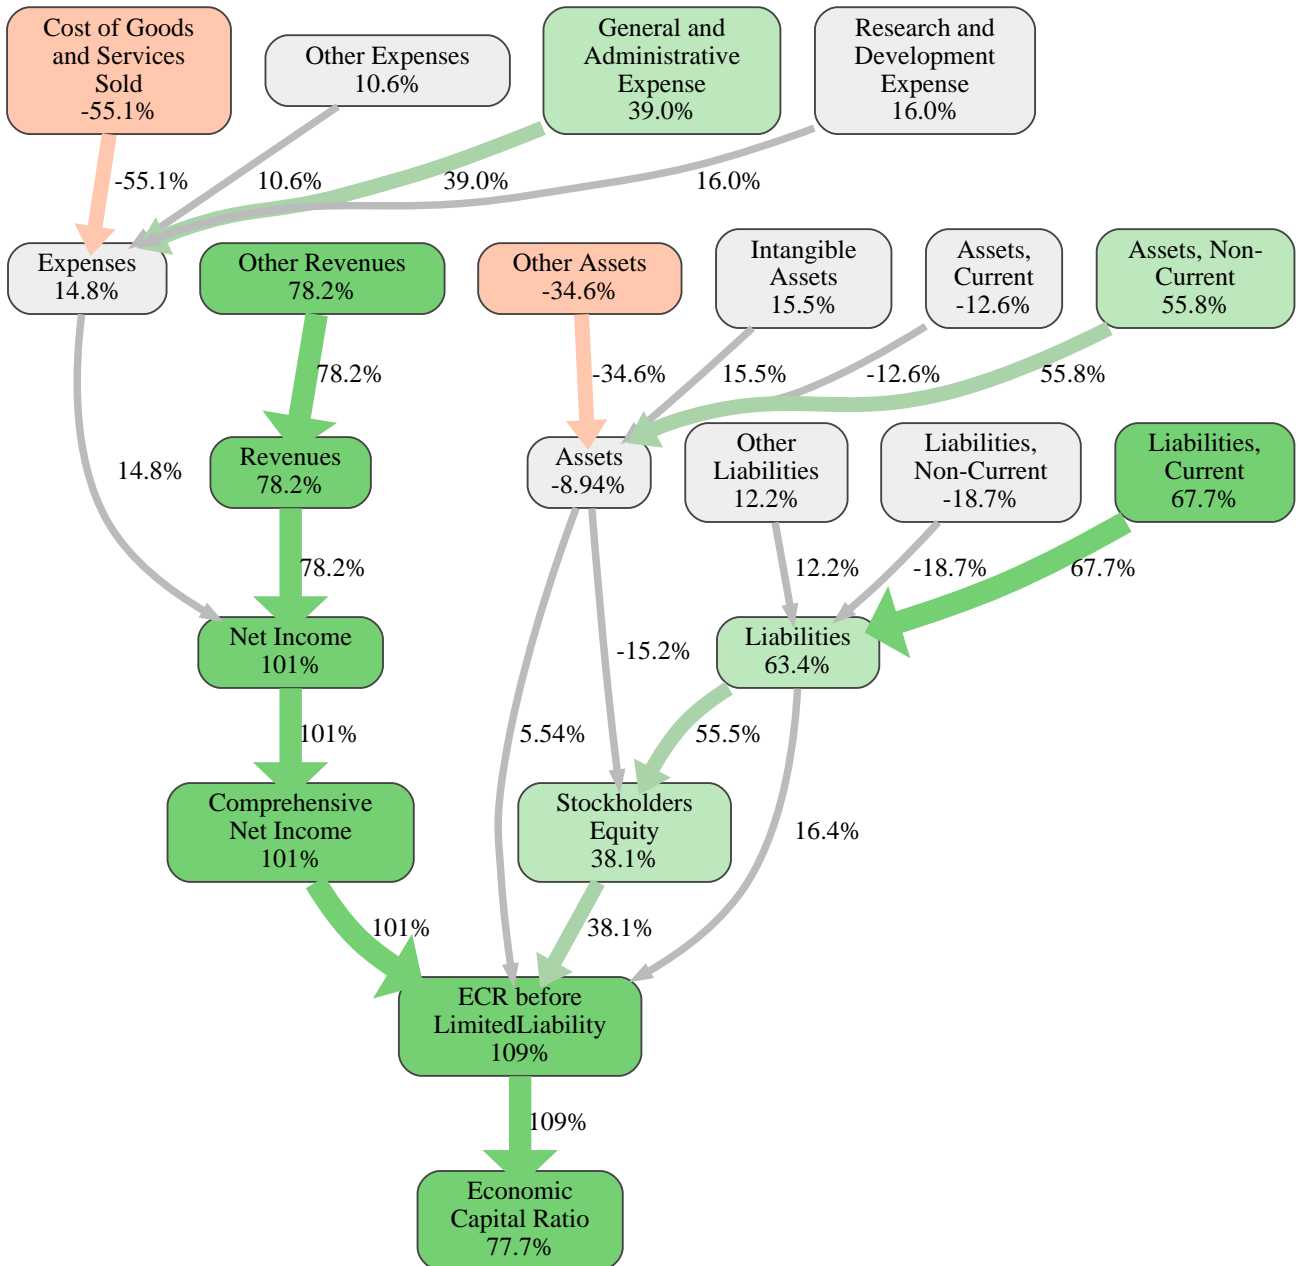 Cost of Goods
and Services
Sold
-55.1%
Other Expenses
10.6%
General and
Administrative
Expense
39.0%
Research and
Development
Expense
16.0%
-55.1%
10.6%
39.0%
16.0%
Expenses
14.8%
Other Revenues
78.2%
Other Assets
-34.6%
Intangible
Assets
15.5%
Assets,
Current
-12.6%
Assets, Non-
Current
55.8%
78.2%
-34.6%
15.5%
-12.6%
55.8%
14.8%
Revenues
78.2%
Assets
-8.94%
Other
Liabilities
12.2%
Liabilities,
Non-Current
-18.7%
Liabilities,
Current
67.7%
78.2%
12.2%
-18.7%
67.7%
Net Income
101%
-15.2%
Liabilities
63.4%
101%
5.54%
55.5%
Comprehensive
Net Income
101%
Stockholders
Equity
38.1%
16.4%
101%
38.1%
ECR before
LimitedLiability
109%
109%
Economic
Capital Ratio
77.7%